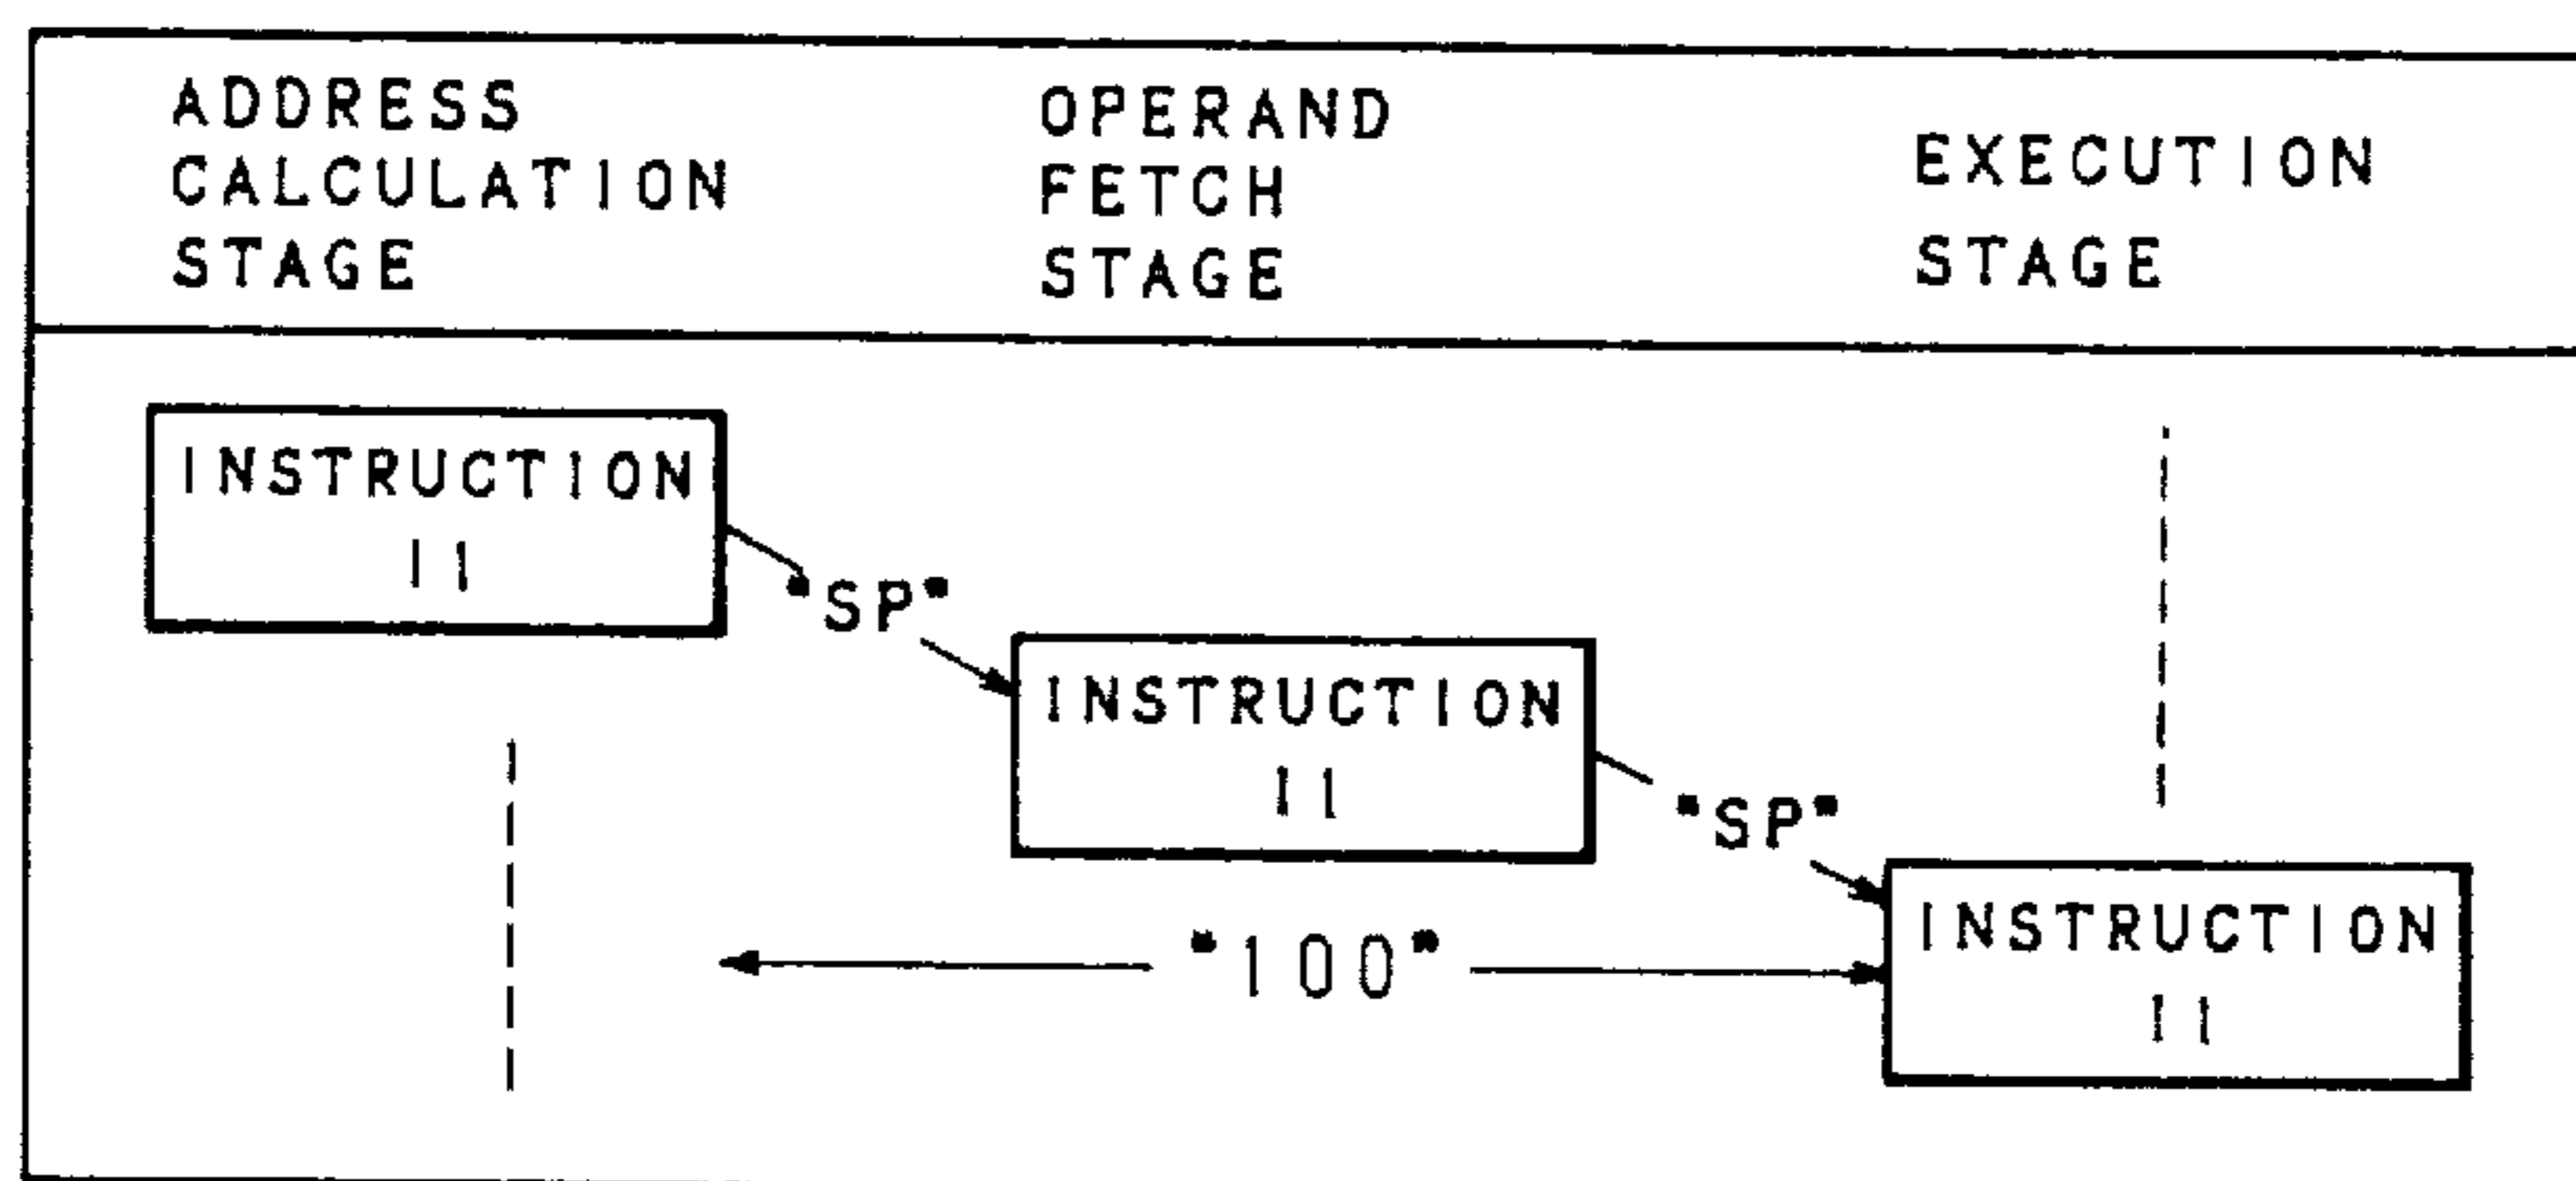 ADDRESS
CALCULATION
STAGE
OPERAND
FETCH
STAGE
EXECUTION
STAGE
INSTRUCTION
I1
"SP"
INSTRUCTION
I1
"SP"
INSTRUCTION
I1
"100"